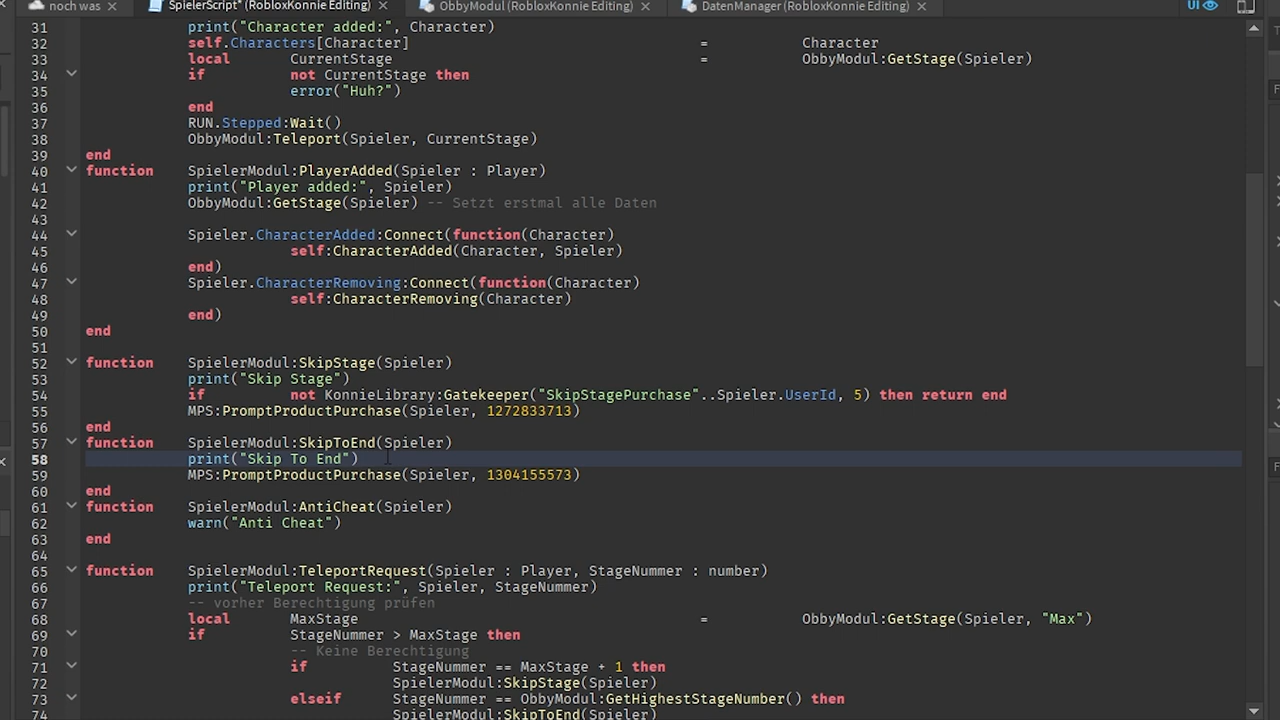 noch was
SpielerScript* (RobloxKonnie Editing)
ObbyModul (RobloxKonnie Editing)
DatenManager (RobloxKonnie Editing)
UI
31 print("Character added:", Character)
32 self.Characters[Character] = Character
33 local CurrentStage = ObbyModul:GetStage(Spieler)
34 if not CurrentStage then
35 error("Huh?")
36 end
37 RUN.Stepped:Wait()
38 ObbyModul:Teleport(Spieler, CurrentStage)
39 end
40 function SpielerModul:PlayerAdded(Spieler : Player)
41 print("Player added:", Spieler)
42 ObbyModul:GetStage(Spieler) -- Setzt erstmal alle Daten
43
44 Spieler.CharacterAdded:Connect(function(Character)
45 self:CharacterAdded(Character, Spieler)
46 end)
47 Spieler.CharacterRemoving:Connect(function(Character)
48 self:CharacterRemoving(Character)
49 end)
50 end
51
52 function SpielerModul:SkipStage(Spieler)
53 print("Skip Stage")
54 if not KonnieLibrary:Gatekeeper("SkipStagePurchase"..Spieler.UserId, 5) then return end
55 MPS:PromptProductPurchase(Spieler, 1272833713)
56 end
57 function SpielerModul:SkipToEnd(Spieler)
58 print("Skip To End")
59 MPS:PromptProductPurchase(Spieler, 1304155573)
60 end
61 function SpielerModul:AntiCheat(Spieler)
62 warn("Anti Cheat")
63 end
64
65 function SpielerModul:TeleportRequest(Spieler : Player, StageNummer : number)
66 print("Teleport Request:", Spieler, StageNummer)
67 -- vorher Berechtigung prüfen
68 local MaxStage = ObbyModul:GetStage(Spieler, "Max")
69 if StageNummer > MaxStage then
70 -- Keine Berechtigung
71 if StageNummer == MaxStage + 1 then
72 SpielerModul:SkipStage(Spieler)
73 elseif StageNummer == ObbyModul:GetHighestStageNumber() then
74 SpielerModul:SkipToEnd(Spieler)